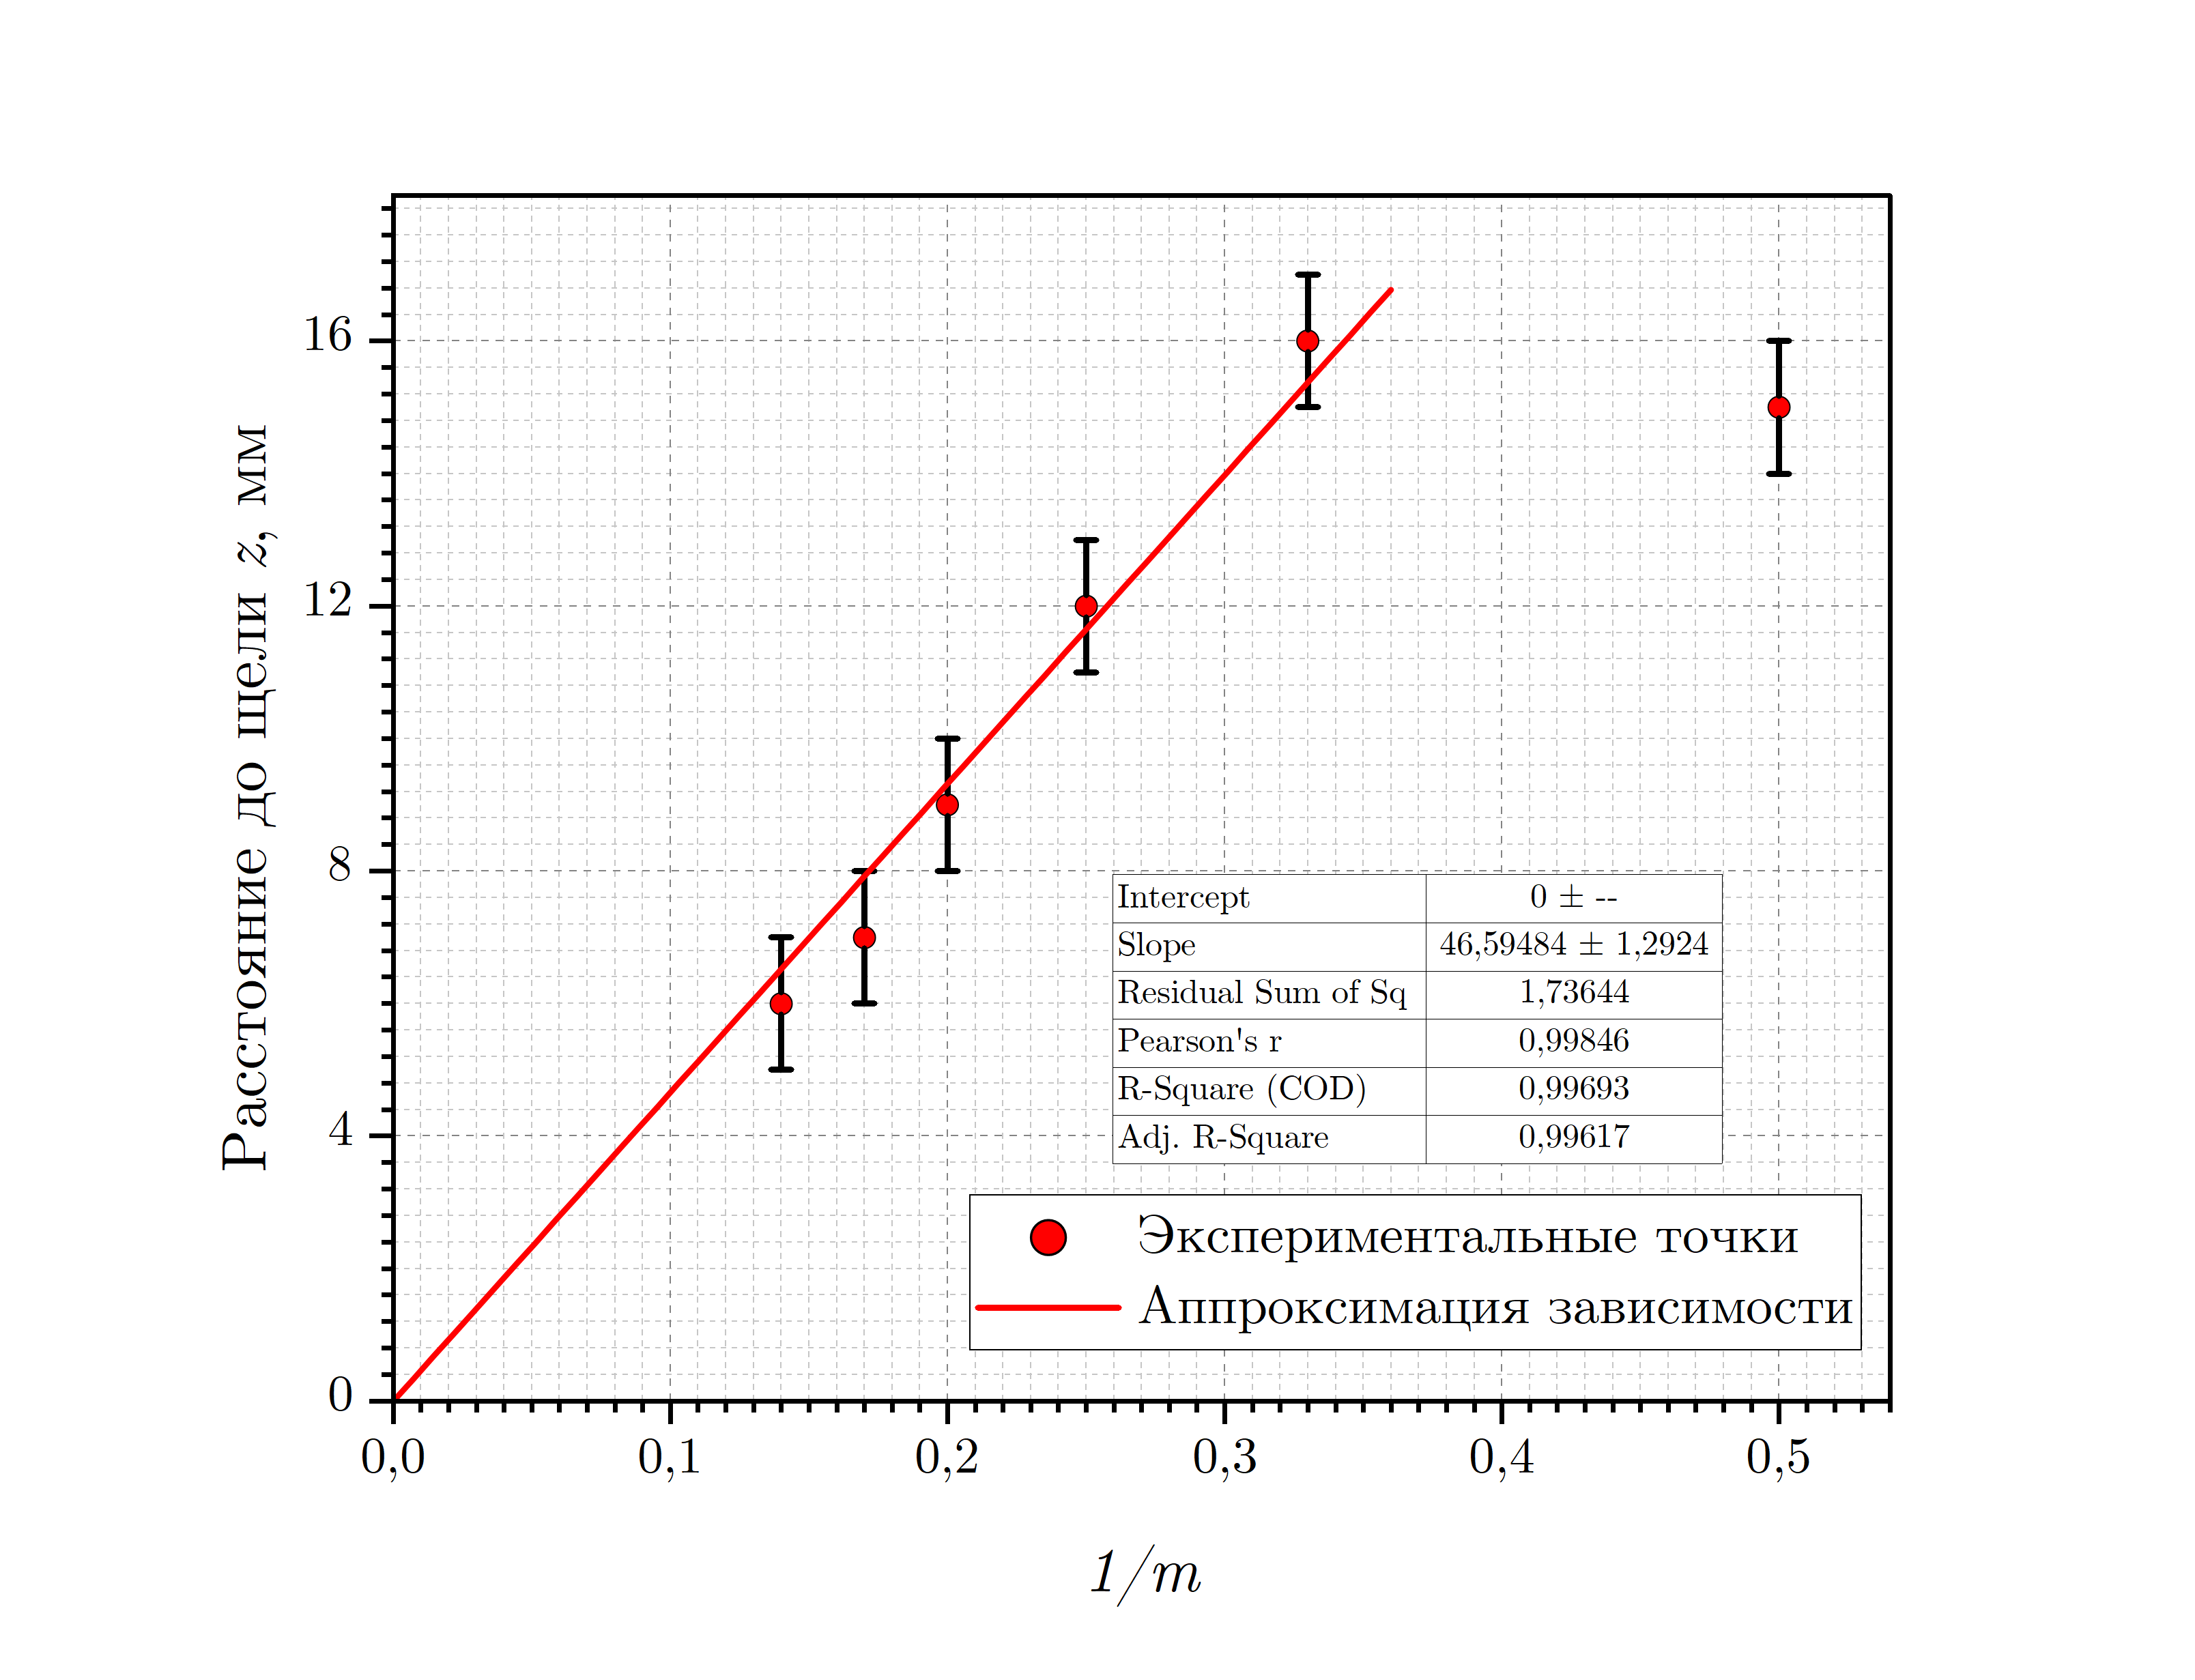 Расстояние до щели z, мм
16
12
8
4
0
0,0 0,1 0,2 0,3 0,4 0,5
1/m
Intercept 0 ± --
Slope 46,59484 ± 1,2924
Residual Sum of Sq 1,73644
Pearson's r 0,99846
R-Square (COD) 0,99693
Adj. R-Square 0,99617
Экспериментальные точки
Аппроксимация зависимости